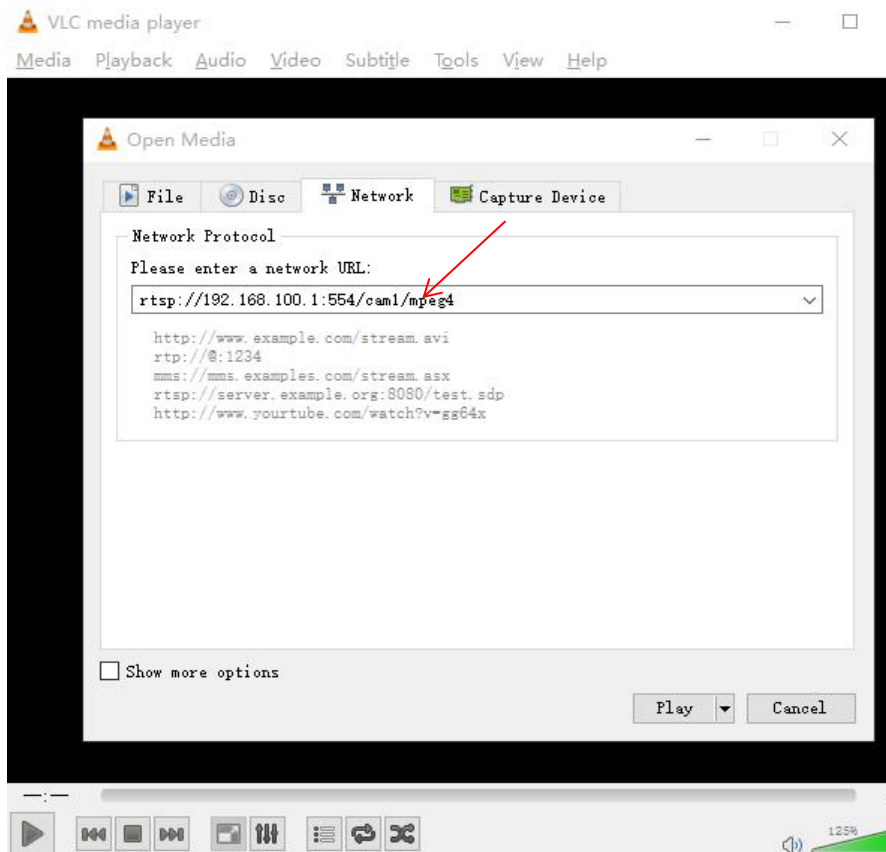 VLC media player
Media Playback Audio Video Subtitle Tools View Help
Open Media
File Disc Network Capture Device
Network Protocol
Please enter a network URL:
rtsp://192.168.100.1:554/cam1/mpeg4
http://www.example.com/stream.avi
rtp://@:1234
mms://mms.examples.com/stream.asx
rtsp://server.example.org:8080/test.sdp
http://www.yourtube.com/watch?v=gg64x
Show more options
Play Cancel
--:--
125%